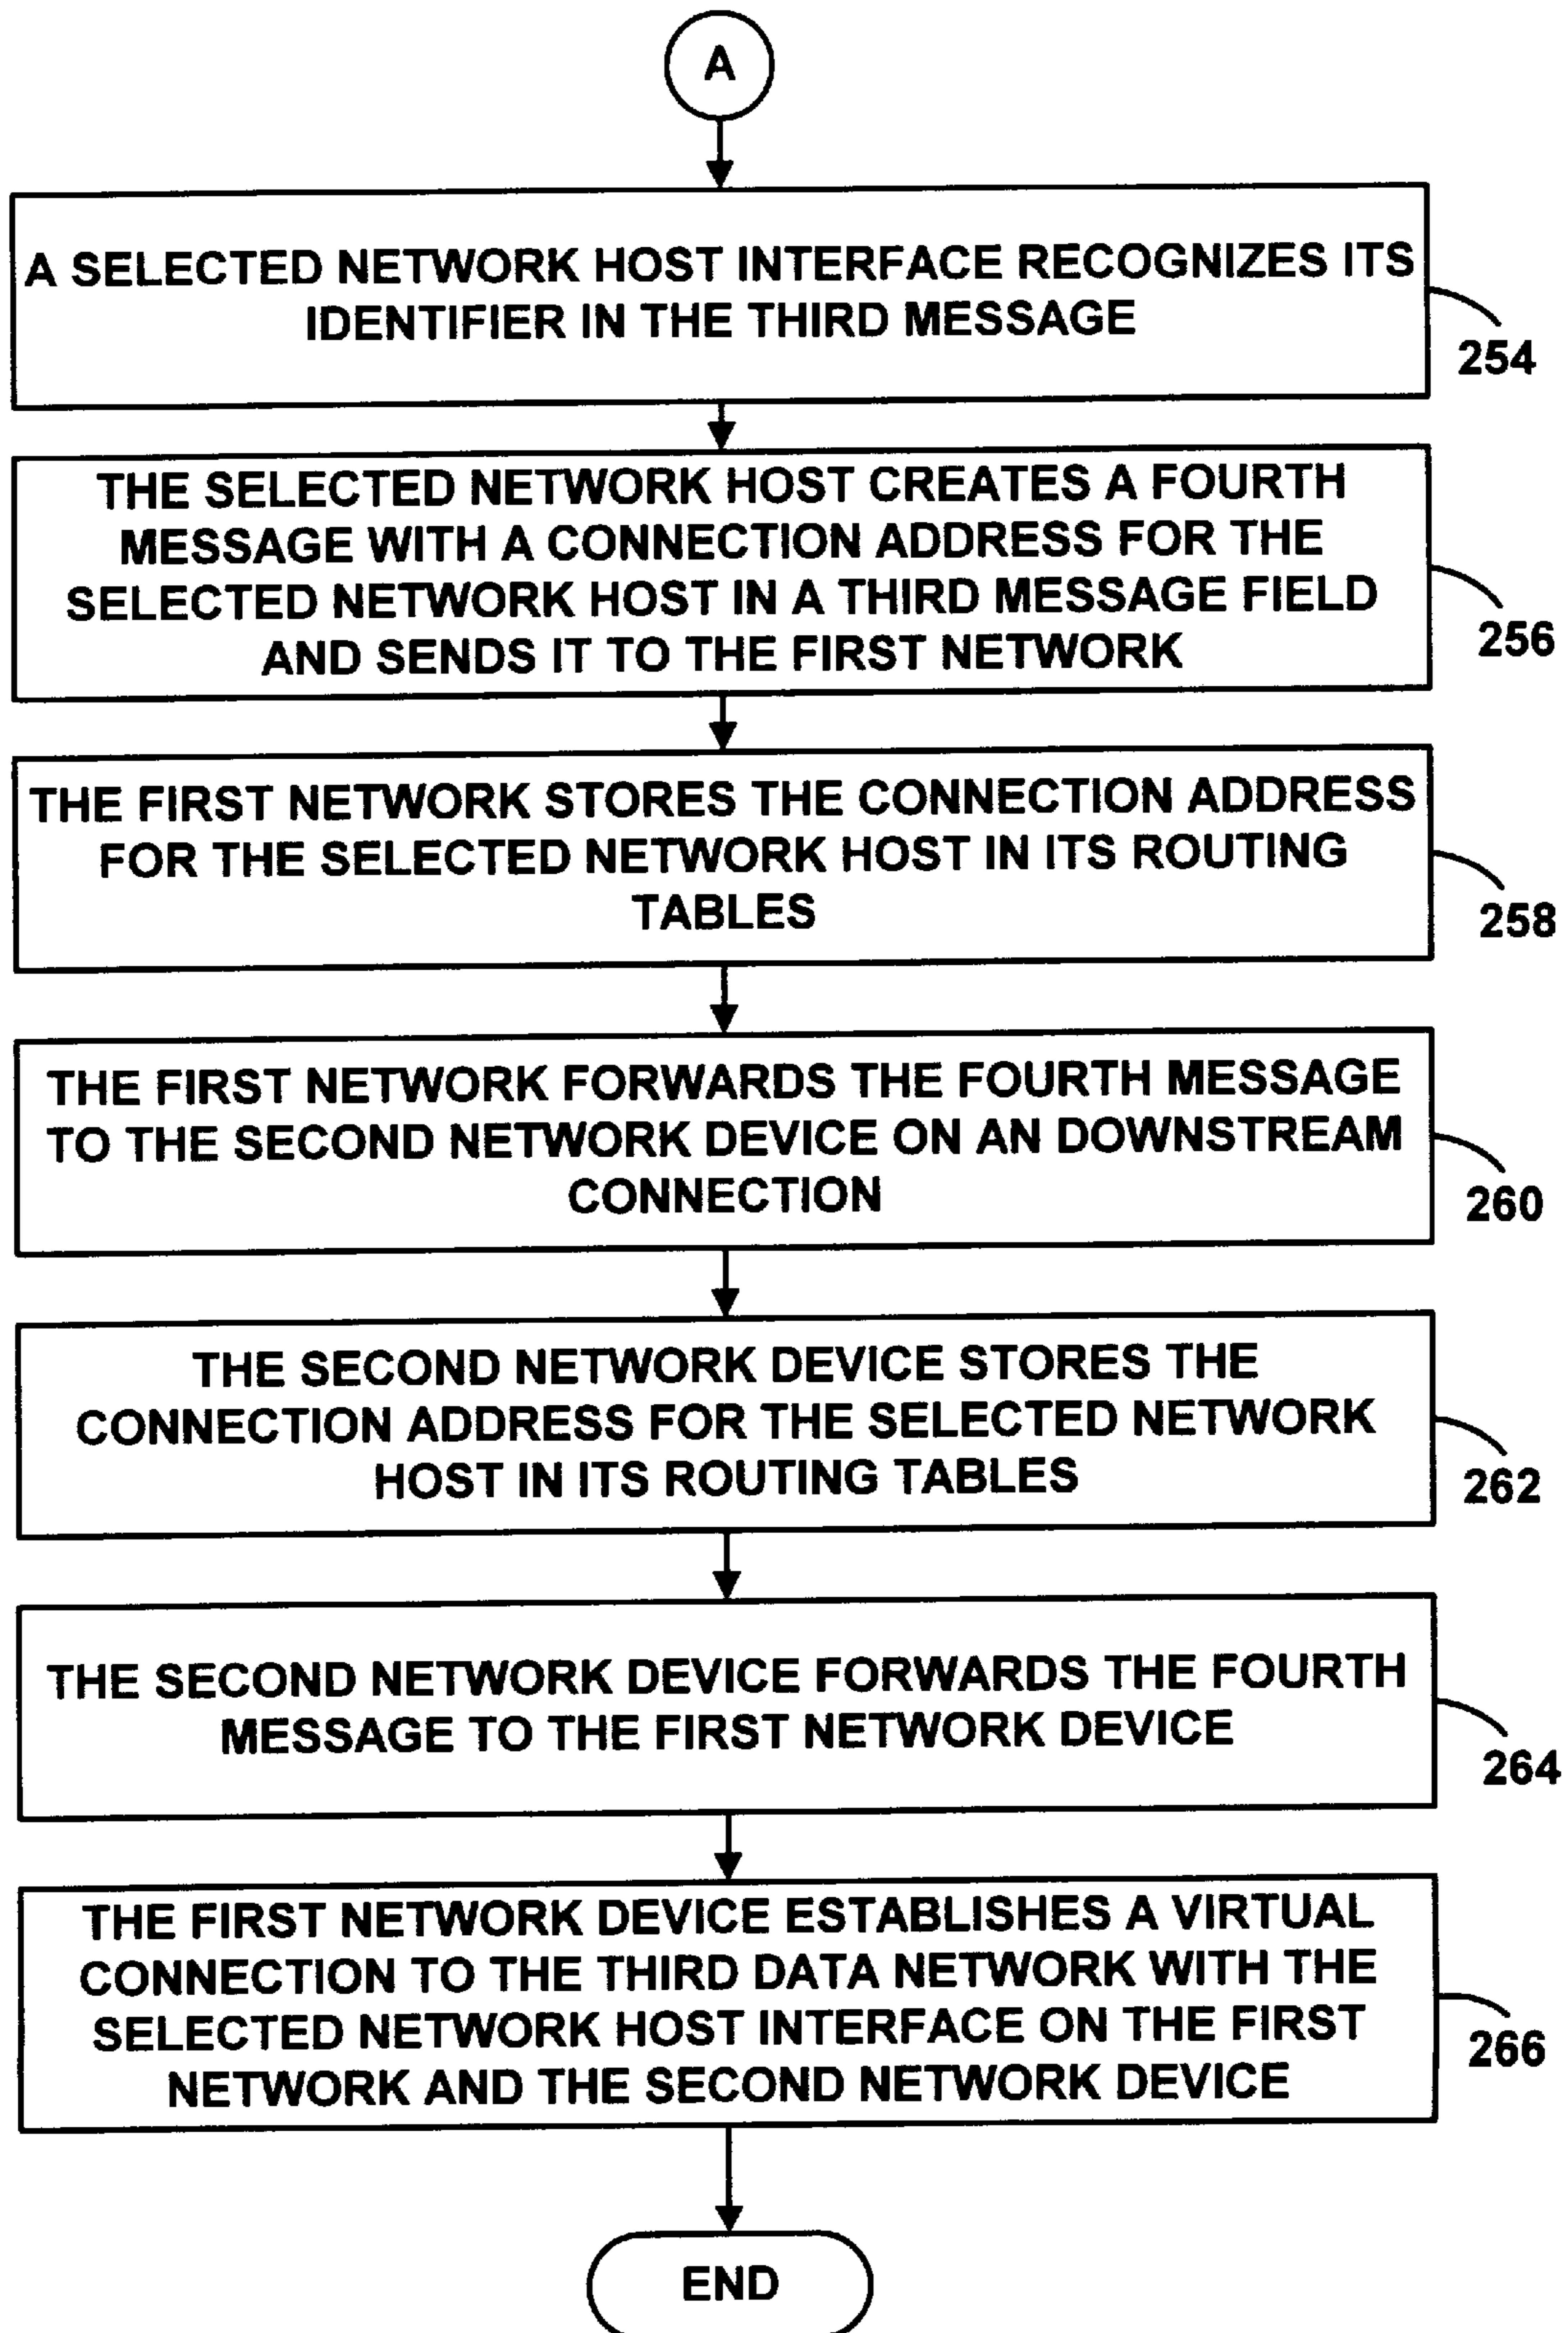 A
A SELECTED NETWORK HOST INTERFACE RECOGNIZES ITS
IDENTIFIER IN THE THIRD MESSAGE
254
THE SELECTED NETWORK HOST CREATES A FOURTH
MESSAGE WITH A CONNECTION ADDRESS FOR THE
SELECTED NETWORK HOST IN A THIRD MESSAGE FIELD
AND SENDS IT TO THE FIRST NETWORK
256
THE FIRST NETWORK STORES THE CONNECTION ADDRESS
FOR THE SELECTED NETWORK HOST IN ITS ROUTING
TABLES
258
THE FIRST NETWORK FORWARDS THE FOURTH MESSAGE
TO THE SECOND NETWORK DEVICE ON AN DOWNSTREAM
CONNECTION
260
THE SECOND NETWORK DEVICE STORES THE
CONNECTION ADDRESS FOR THE SELECTED NETWORK
HOST IN ITS ROUTING TABLES
262
THE SECOND NETWORK DEVICE FORWARDS THE FOURTH
MESSAGE TO THE FIRST NETWORK DEVICE
264
THE FIRST NETWORK DEVICE ESTABLISHES A VIRTUAL
CONNECTION TO THE THIRD DATA NETWORK WITH THE
SELECTED NETWORK HOST INTERFACE ON THE FIRST
NETWORK AND THE SECOND NETWORK DEVICE
266
END